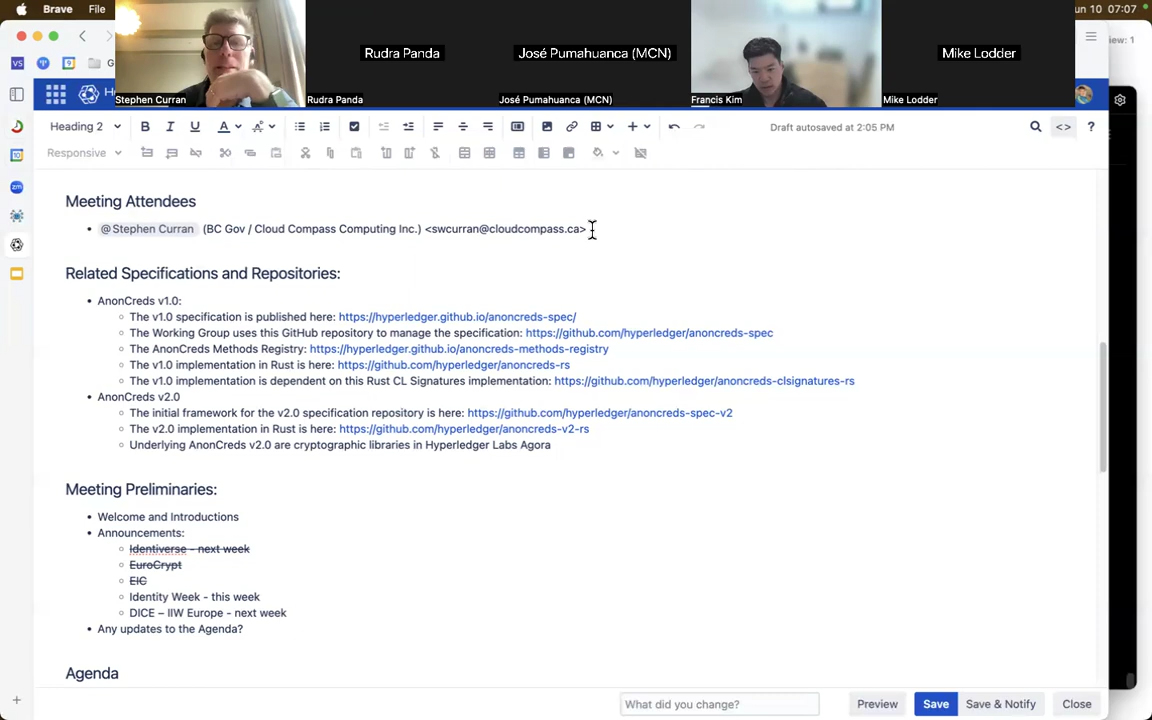 Brave File
un 10 07:07
Rudra Panda
José Pumahuanca (MCN)
Mike Lodder
Stephen Curran
Rudra Panda
José Pumahuanca (MCN)
Francis Kim
Mike Lodder
view: 1
Heading 2
Draft autosaved at 2:05 PM
Responsive
Meeting Attendees
@Stephen Curran (BC Gov / Cloud Compass Computing Inc.) <swcurran@cloudcompass.ca>
Related Specifications and Repositories:
AnonCreds v1.0:
The v1.0 specification is published here: https://hyperledger.github.io/anoncreds-spec/
The Working Group uses this GitHub repository to manage the specification: https://github.com/hyperledger/anoncreds-spec
The AnonCreds Methods Registry: https://hyperledger.github.io/anoncreds-methods-registry
The v1.0 implementation in Rust is here: https://github.com/hyperledger/anoncreds-rs
The v1.0 implementation is dependent on this Rust CL Signatures implementation: https://github.com/hyperledger/anoncreds-clsignatures-rs
AnonCreds v2.0
The initial framework for the v2.0 specification repository is here: https://github.com/hyperledger/anoncreds-spec-v2
The v2.0 implementation in Rust is here: https://github.com/hyperledger/anoncreds-v2-rs
Underlying AnonCreds v2.0 are cryptographic libraries in Hyperledger Labs Agora
Meeting Preliminaries:
Welcome and Introductions
Announcements:
Identiverse - next week
EuroCrypt
EIC
Identity Week - this week
DICE – IIW Europe - next week
Any updates to the Agenda?
Agenda
What did you change?
Preview
Save
Save & Notify
Close